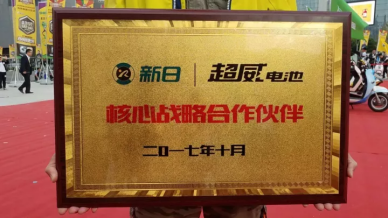 新日 超威电池
核心战略合作伙伴
二〇一七年十月